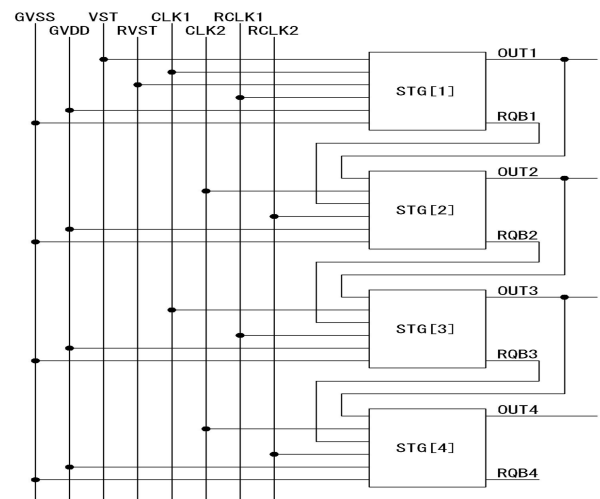 GVSS VST CLK1 RCLK1
GVDD RVST CLK2 RCLK2
OUT1
STG[1]
RQB1
OUT2
STG[2]
RQB2
OUT3
STG[3]
RQB3
OUT4
STG[4]
RQB4